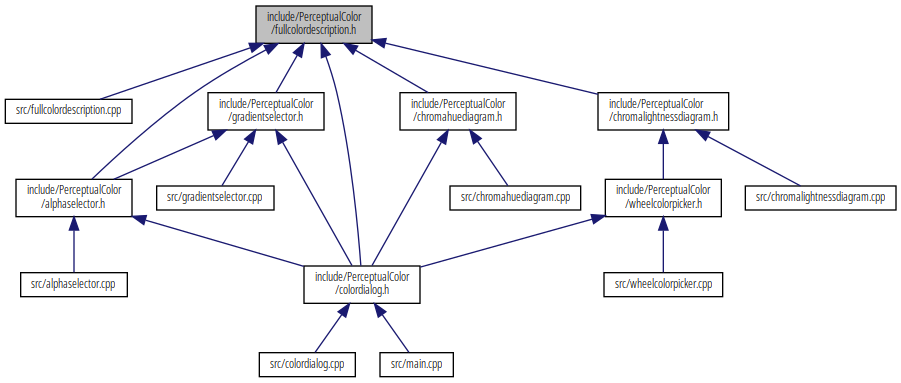 include/PerceptualColor
/fullcolordescription.h
src/fullcolordescription.cpp
include/PerceptualColor
/gradientselector.h
include/PerceptualColor
/chromahuediagram.h
include/PerceptualColor
/chromalightnessdiagram.h
include/PerceptualColor
/alphaselector.h
src/gradientselector.cpp
src/chromahuediagram.cpp
include/PerceptualColor
/wheelcolorpicker.h
src/chromalightnessdiagram.cpp
src/alphaselector.cpp
include/PerceptualColor
/colordialog.h
src/wheelcolorpicker.cpp
src/colordialog.cpp
src/main.cpp